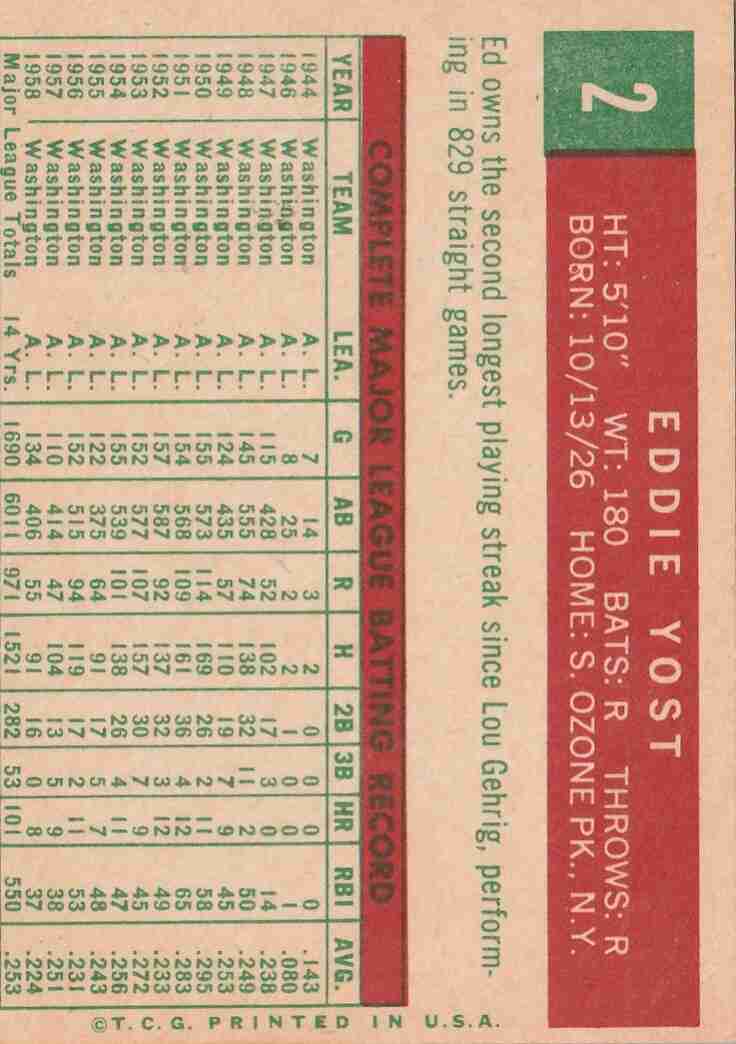 2
EDDIE YOST
HT: 5'10" WT: 180 BATS: R THROWS: R
BORN: 10/13/26 HOME: S. OZONE PK., N.Y.
Ed owns the second longest playing streak since Lou Gehrig, perform-
ing in 829 straight games.
COMPLETE MAJOR LEAGUE BATTING RECORD
YEAR TEAM LEA. G AB R H 2B 3B HR RBI AVG.
1944 Washington A. L. 7 14 3 2 0 0 0 0 .143
1946 Washington A. L. 8 25 2 2 1 0 0 1 .080
1947 Washington A. L. 115 428 52 102 17 3 0 14 .238
1948 Washington A. L. 145 555 74 138 32 11 2 50 .249
1949 Washington A. L. 124 435 57 110 19 7 9 45 .253
1950 Washington A. L. 155 573 114 169 26 2 11 58 .295
1951 Washington A. L. 154 568 109 161 36 4 12 65 .283
1952 Washington A. L. 157 587 92 137 32 3 12 49 .233
1953 Washington A. L. 152 577 107 157 30 7 9 45 .272
1954 Washington A. L. 155 539 101 138 26 4 11 47 .256
1955 Washington A. L. 122 375 64 91 17 5 7 48 .243
1956 Washington A. L. 152 515 94 119 17 2 11 53 .231
1957 Washington A. L. 110 414 47 104 13 5 9 38 .251
1958 Washington A. L. 134 406 55 91 16 0 8 37 .224
Major League Totals 14 Yrs. 1690 6011 971 1521 282 53 101 550 .253
©T.C.G. PRINTED IN U.S.A.